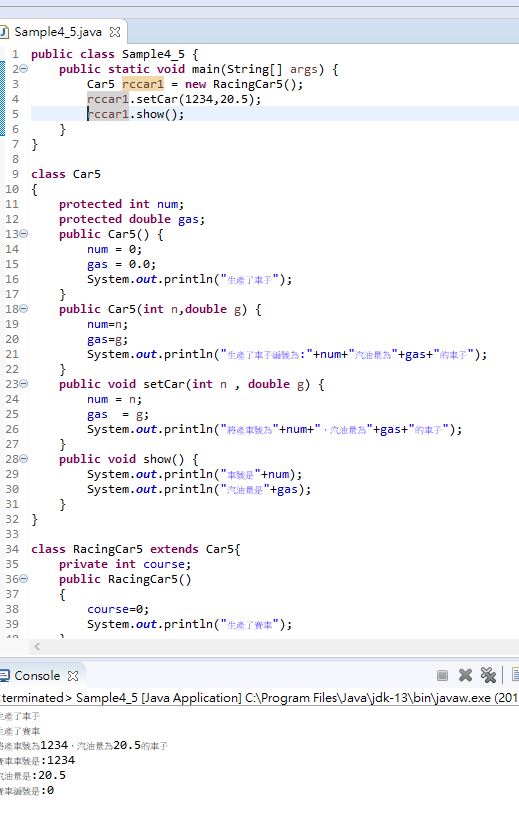 Sample4_5.java
1 public class Sample4_5 {
2 public static void main(String[] args) {
3 Car5 rccar1 = new RacingCar5();
4 rccar1.setCar(1234,20.5);
5 rccar1.show();
6 }
7 }
8
9 class Car5
10 {
11 protected int num;
12 protected double gas;
13 public Car5() {
14 num = 0;
15 gas = 0.0;
16 System.out.println("生產了車子");
17 }
18 public Car5(int n,double g) {
19 num=n;
20 gas=g;
21 System.out.println("生產了車子編號為:"+num+"汽油量為"+gas+"的車子");
22 }
23 public void setCar(int n , double g) {
24 num = n;
25 gas = g;
26 System.out.println("將產車號為"+num+"，汽油量為"+gas+"的車子");
27 }
28 public void show() {
29 System.out.println("車號是"+num);
30 System.out.println("汽油量是"+gas);
31 }
32 }
33
34 class RacingCar5 extends Car5{
35 private int course;
36 public RacingCar5()
37 {
38 course=0;
39 System.out.println("生產了賽車");
Console
<terminated> Sample4_5 [Java Application] C:\Program Files\Java\jdk-13\bin\javaw.exe (201
生產了車子
生產了賽車
將產車號為1234，汽油量為20.5的車子
賽車車號是:1234
汽油量是:20.5
賽車編號是:0